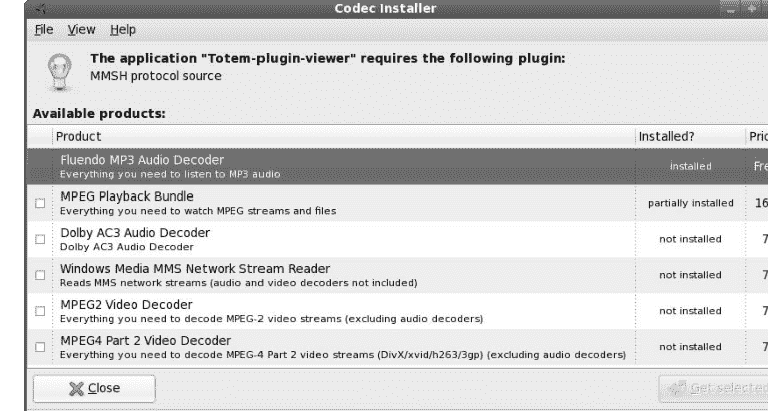 Codec Installer
File View Help
The application "Totem-plugin-viewer" requires the following plugin:
MMSH protocol source
Available products:
Product Installed? Pric
Fluendo MP3 Audio Decoder installed Fre
Everything you need to listen to MP3 audio
MPEG Playback Bundle partially installed 16
Everything you need to watch MPEG streams and files
Dolby AC3 Audio Decoder not installed 7
Dolby AC3 Audio Decoder
Windows Media MMS Network Stream Reader not installed 7
Reads MMS network streams (audio and video decoders not included)
MPEG2 Video Decoder not installed 7
Everything you need to decode MPEG-2 video streams (excluding audio decoders)
MPEG4 Part 2 Video Decoder not installed 7
Everything you need to decode MPEG-4 Part 2 video streams (DivX/xvid/h263/3gp) (excluding audio decoders)
Close Get selected